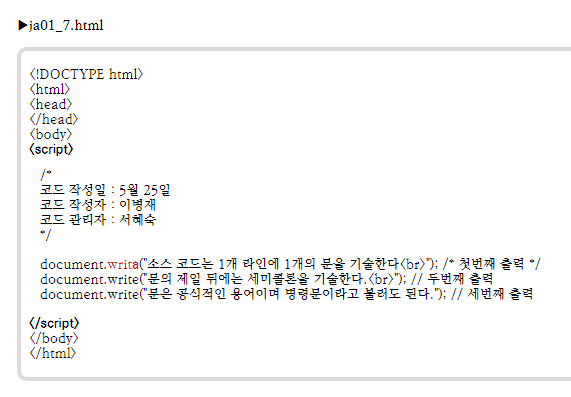 ▶ja01_7.html
<!DOCTYPE html>
<html>
<head>
</head>
<body>
<script>
/*
코드 작성일 : 5월 25일
코드 작성자 : 이병재
코드 관리자 : 서혜숙
*/
document.writa("소스 코드는 1개 라인에 1개의 문을 기술한다<br>"); /* 첫번째 출력 */
document.write("문의 제일 뒤에는 세미콜론을 기술한다.<br>"); // 두번째 출력
document.write("문은 공식적인 용어이며 명령문이라고 불러도 된다."); // 세번째 출력
</script>
</body>
</html>